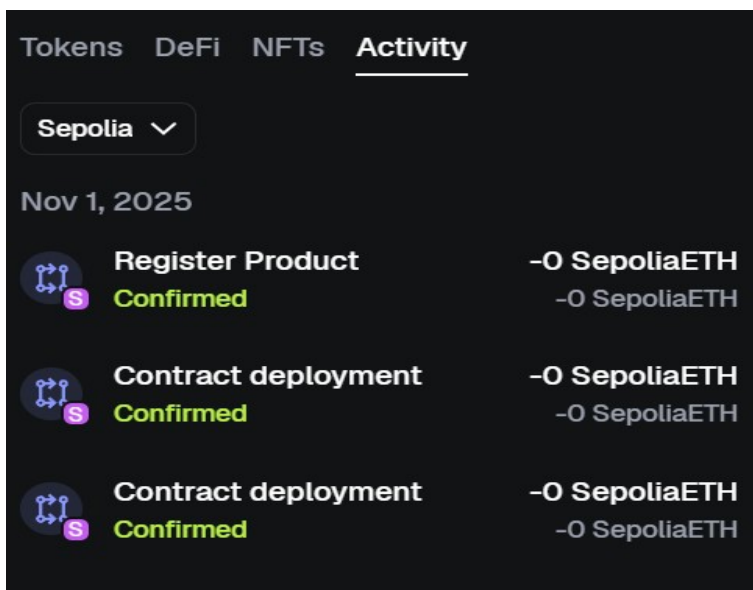 Tokens DeFi NFTs Activity
Sepolia
Nov 1, 2025
Register Product -0 SepoliaETH
S Confirmed -0 SepoliaETH
Contract deployment -0 SepoliaETH
S Confirmed -0 SepoliaETH
Contract deployment -0 SepoliaETH
S Confirmed -0 SepoliaETH